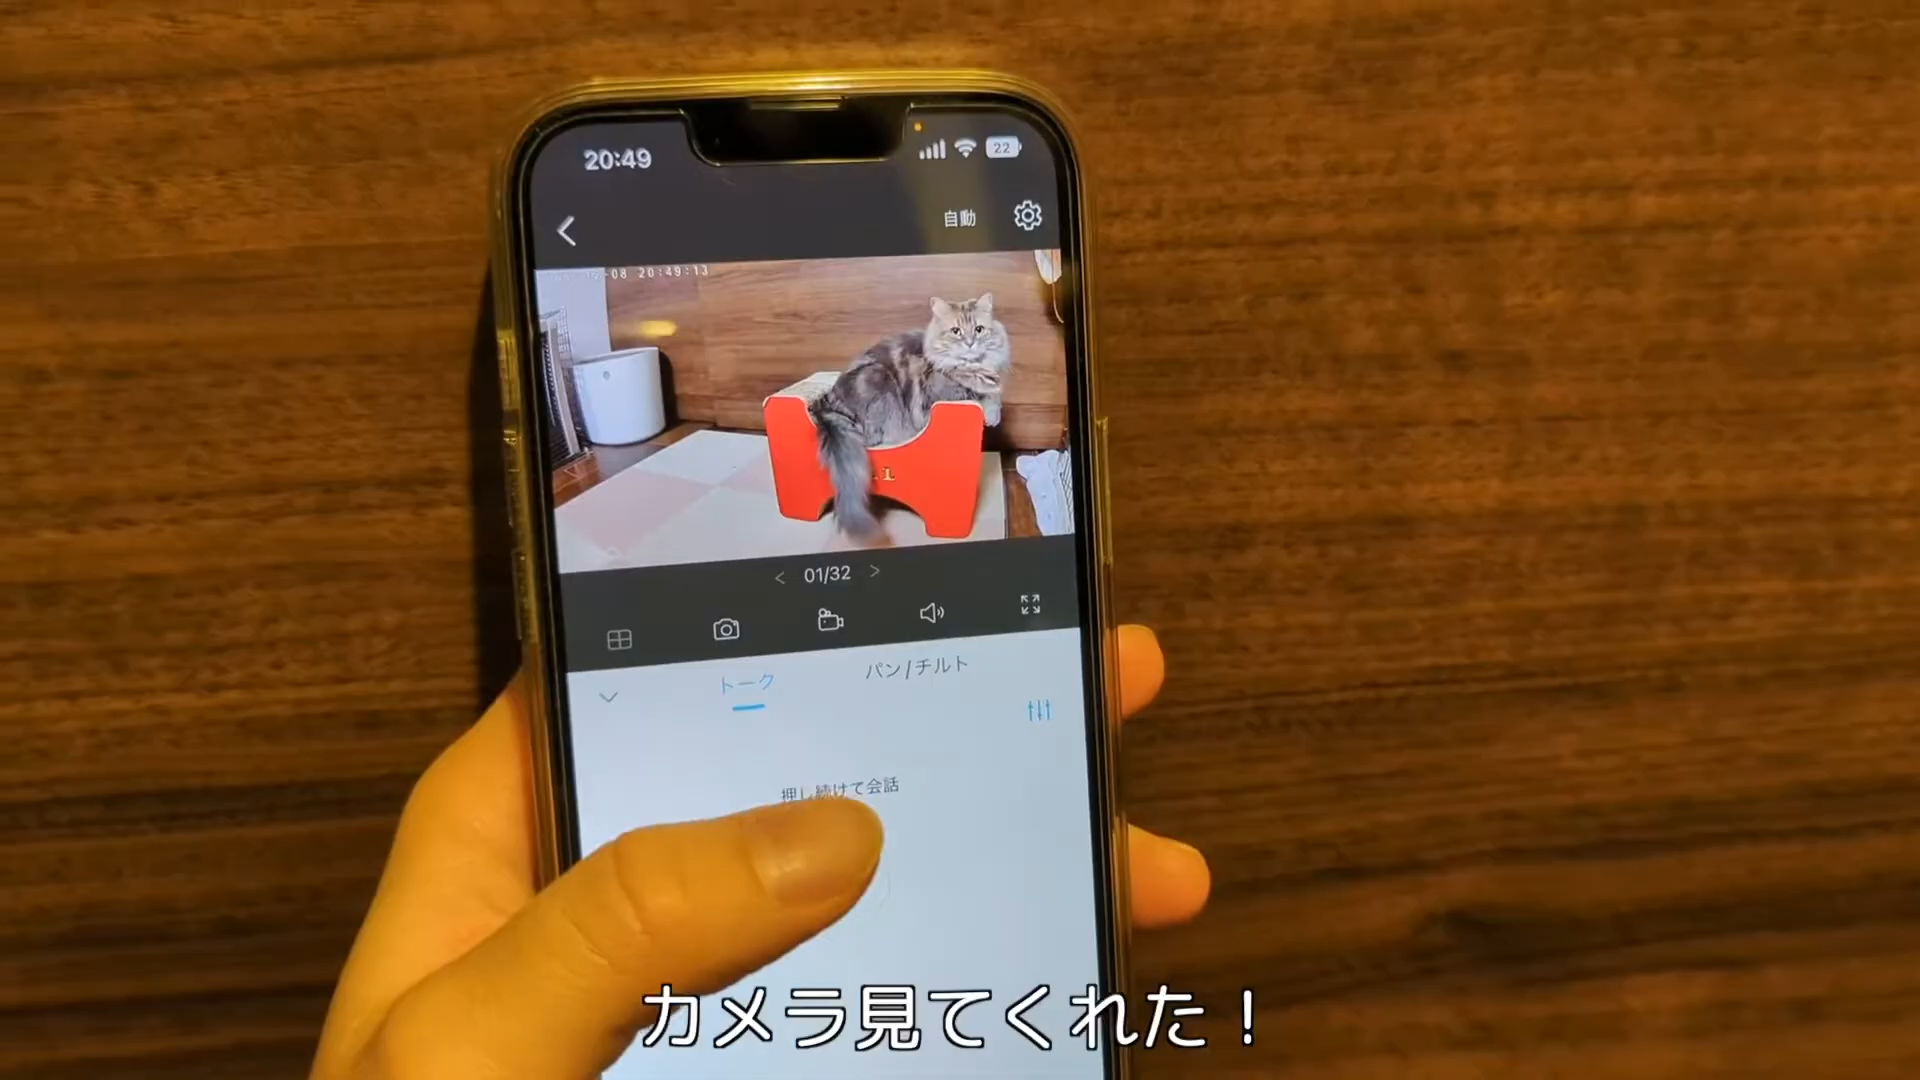 20:49
22
自動
08 20:49:13
< 01/32 >
トーク
パン/チルト
押し続けて会話
カメラ見てくれた！